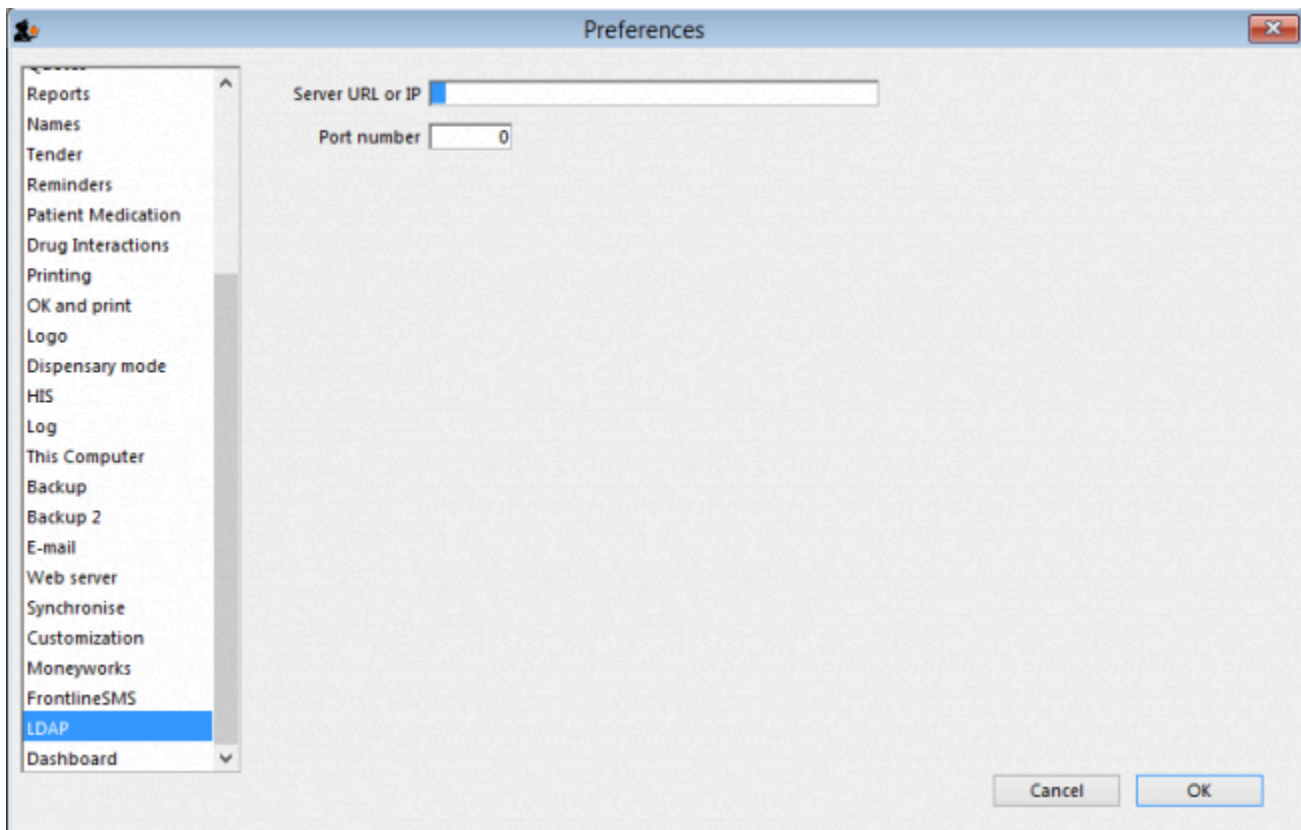 Preferences
Reports
Names
Tender
Reminders
Patient Medication
Drug Interactions
Printing
OK and print
Logo
Dispensary mode
HIS
Log
This Computer
Backup
Backup 2
E-mail
Web server
Synchronise
Customization
Moneyworks
FrontlineSMS
LDAP
Dashboard
Server URL or IP
Port number 0
Cancel OK